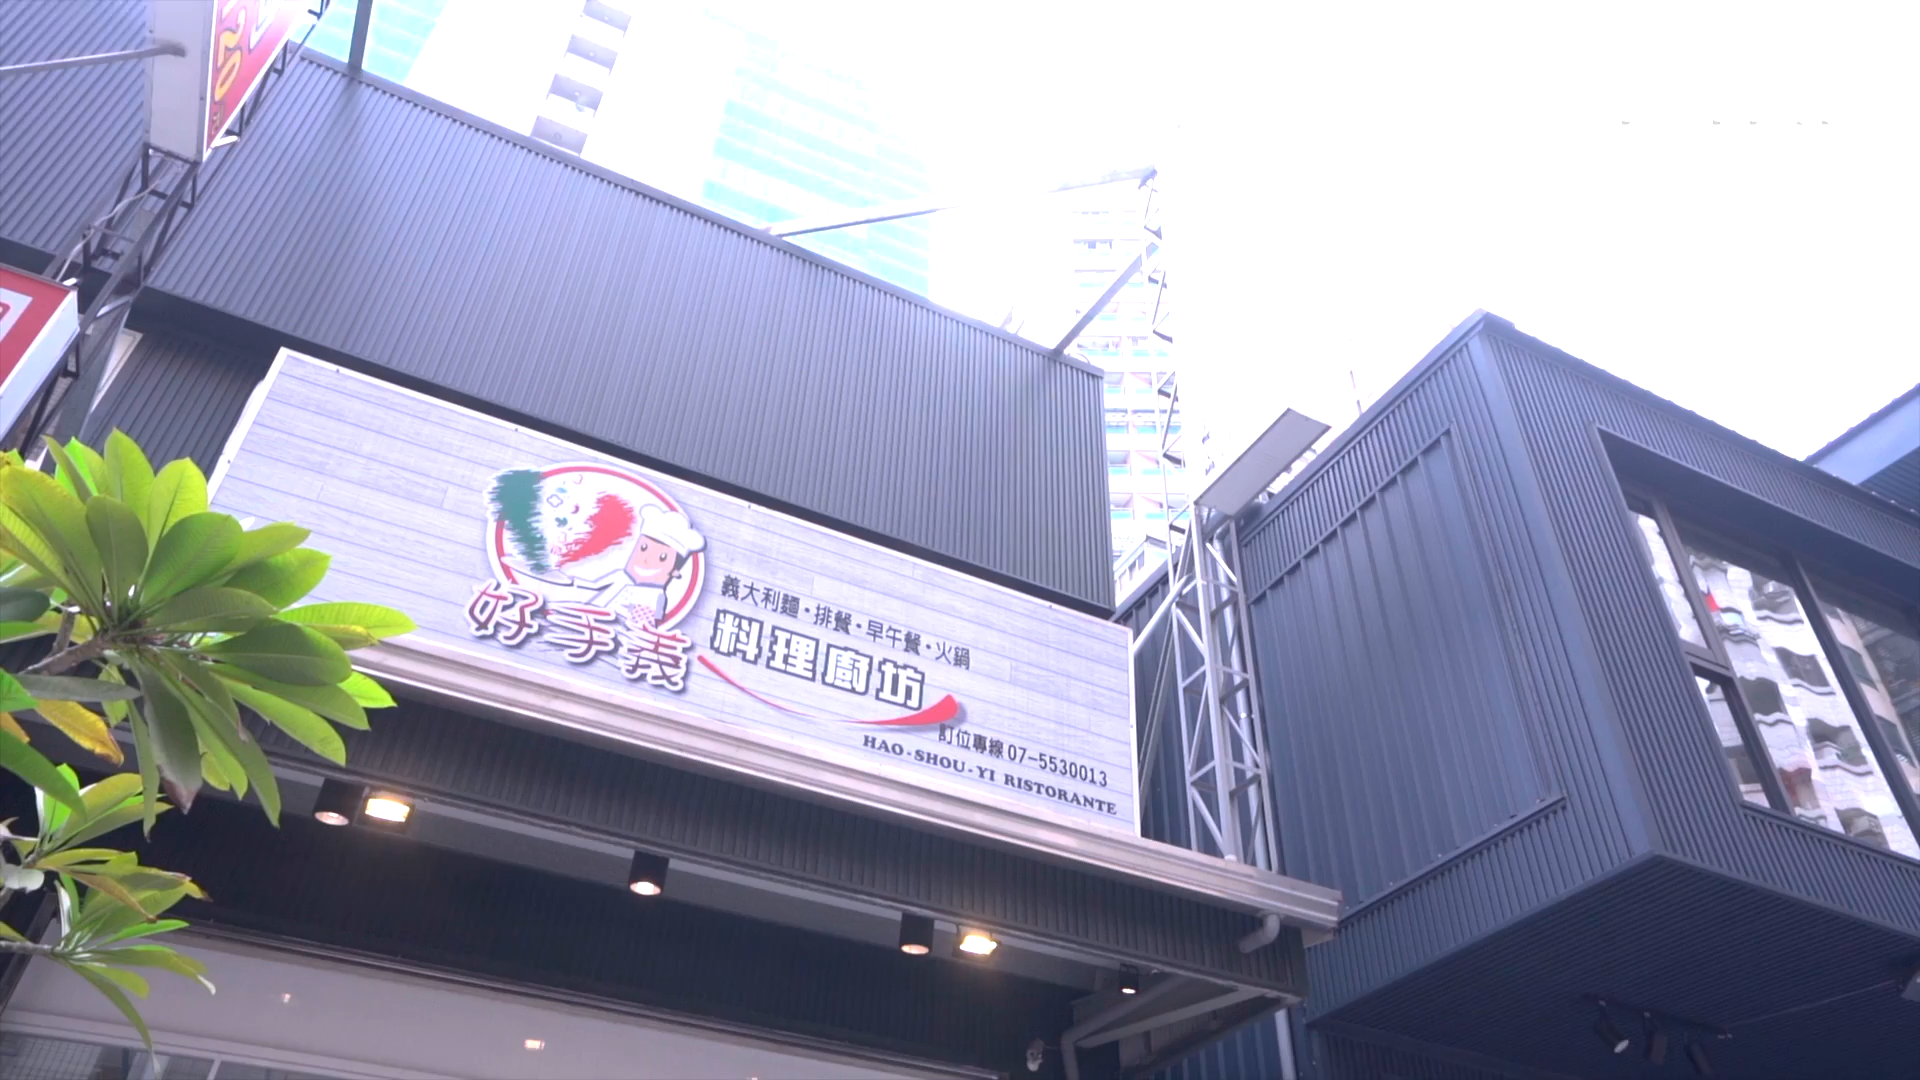 20
好手義
義大利麵・排餐・早午餐・火鍋
料理廚坊
訂位專線 07-5530013
HAO-SHOU-YI RISTORANTE